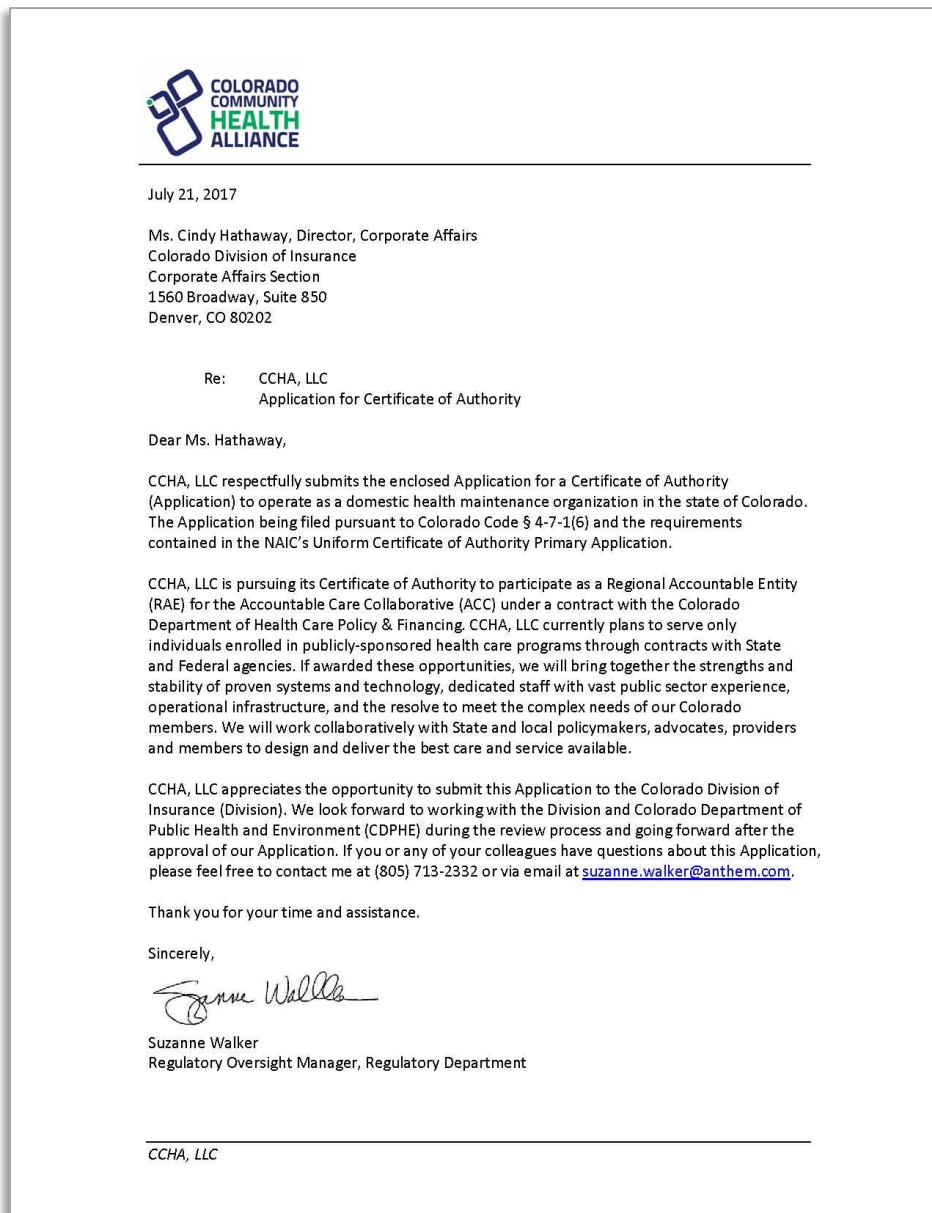 COLORADO
COMMUNITY
HEALTH
ALLIANCE
July 21, 2017
Ms. Cindy Hathaway, Director, Corporate Affairs
Colorado Division of Insurance
Corporate Affairs Section
1560 Broadway, Suite 850
Denver, CO 80202
Re: CCHA, LLC
Application for Certificate of Authority
Dear Ms. Hathaway,
CCHA, LLC respectfully submits the enclosed Application for a Certificate of Authority
(Application) to operate as a domestic health maintenance organization in the state of Colorado.
The Application being filed pursuant to Colorado Code § 4-7-1(6) and the requirements
contained in the NAIC's Uniform Certificate of Authority Primary Application.
CCHA, LLC is pursuing its Certificate of Authority to participate as a Regional Accountable Entity
(RAE) for the Accountable Care Collaborative (ACC) under a contract with the Colorado
Department of Health Care Policy & Financing. CCHA, LLC currently plans to serve only
individuals enrolled in publicly-sponsored health care programs through contracts with State
and Federal agencies. If awarded these opportunities, we will bring together the strengths and
stability of proven systems and technology, dedicated staff with vast public sector experience,
operational infrastructure, and the resolve to meet the complex needs of our Colorado
members. We will work collaboratively with State and local policymakers, advocates, providers
and members to design and deliver the best care and service available.
CCHA, LLC appreciates the opportunity to submit this Application to the Colorado Division of
Insurance (Division). We look forward to working with the Division and Colorado Department of
Public Health and Environment (CDPHE) during the review process and going forward after the
approval of our Application. If you or any of your colleagues have questions about this Application,
please feel free to contact me at (805) 713-2332 or via email at suzanne.walker@anthem.com.
Thank you for your time and assistance.
Sincerely,
Suzanne Walker
Suzanne Walker
Regulatory Oversight Manager, Regulatory Department
CCHA, LLC